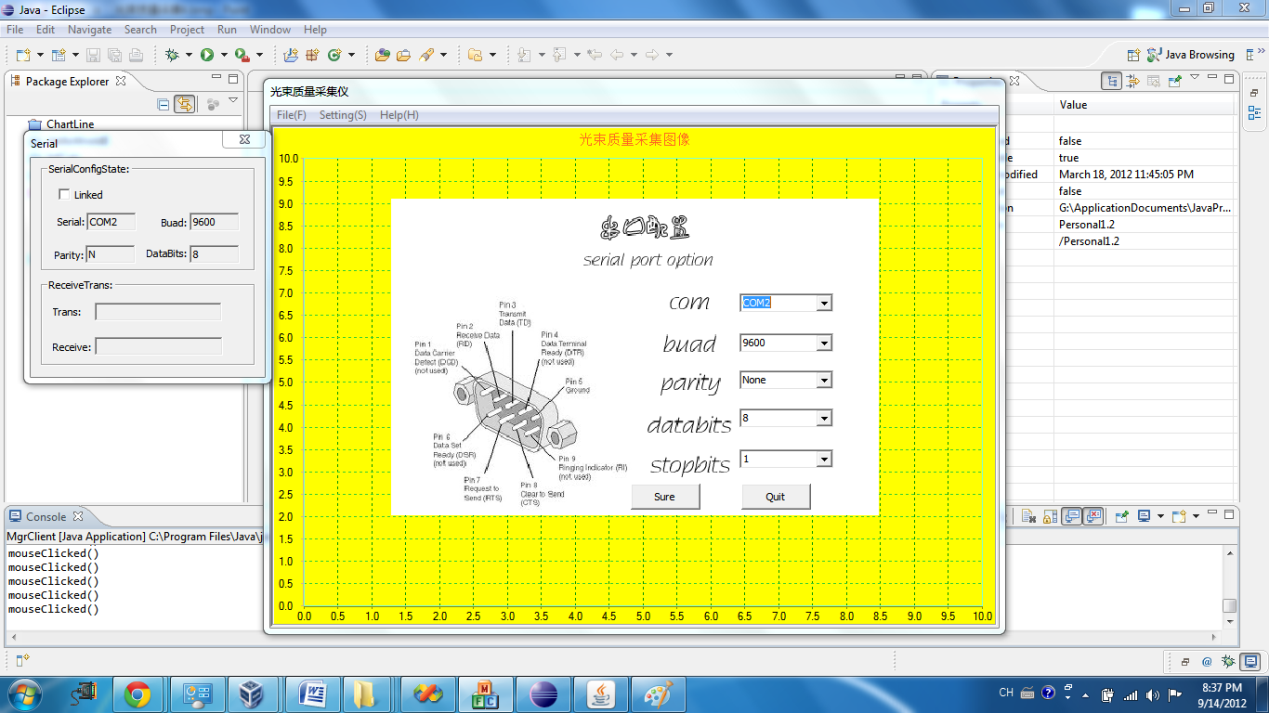 Java - Eclipse
File Edit Navigate Search Project Run Window Help
Java Browsing
Package Explorer
ChartLine
Serial
SerialConfigState:
Linked
Serial: COM2 Buad: 9600
Parity: N DataBits: 8
ReceiveTrans:
Trans:
Receive:
光束质量采集仪
File(F) Setting(S) Help(H)
光束质量采集图像
10.0
9.5
9.0
8.5
8.0
7.5
7.0
6.5
6.0
5.5
5.0
4.5
4.0
3.5
3.0
2.5
2.0
1.5
1.0
0.5
0.0
0.0 0.5 1.0 1.5 2.0 2.5 3.0 3.5 4.0 4.5 5.0 5.5 6.0 6.5 7.0 7.5 8.0 8.5 9.0 9.5 10.0
串口配置
serial port option
com COM2
buad 9600
parity None
databits 8
stopbits 1
Sure Quit
Pin 3
Transmit
Data (TD)
Pin 2
Receive Data
(RD)
Pin 4
Data Terminal
Ready (DTR)
(not used)
Pin 1
Data Carrier
Detect (DCD)
(not used)
Pin 5
Ground
Pin 6
Data Set
Ready (DSR)
(not used)
Pin 9
Ringing Indicator (RI)
(not used)
Pin 7
Request to
Send (RTS)
Pin 8
Clear to Send
(CTS)
Value
false
true
March 18, 2012 11:45:05 PM
false
G:\ApplicationDocuments\JavaPr...
Personal1.2
/Personal1.2
Console
MgrClient [Java Application] C:\Program Files\Java\j
mouseClicked()
mouseClicked()
mouseClicked()
mouseClicked()
mouseClicked()
CH
8:37 PM
9/14/2012